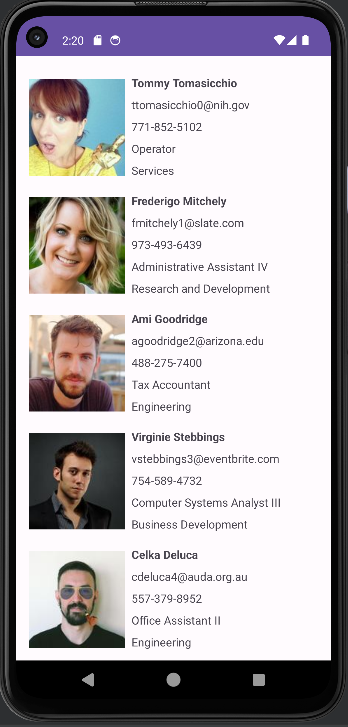 2:20
Tommy Tomasicchio
ttomasicchio0@nih.gov
771-852-5102
Operator
Services
Frederigo Mitchely
fmitchely1@slate.com
973-493-6439
Administrative Assistant IV
Research and Development
Ami Goodridge
agoodridge2@arizona.edu
488-275-7400
Tax Accountant
Engineering
Virginie Stebbings
vstebbings3@eventbrite.com
754-589-4732
Computer Systems Analyst III
Business Development
Celka Deluca
cdeluca4@auda.org.au
557-379-8952
Office Assistant II
Engineering